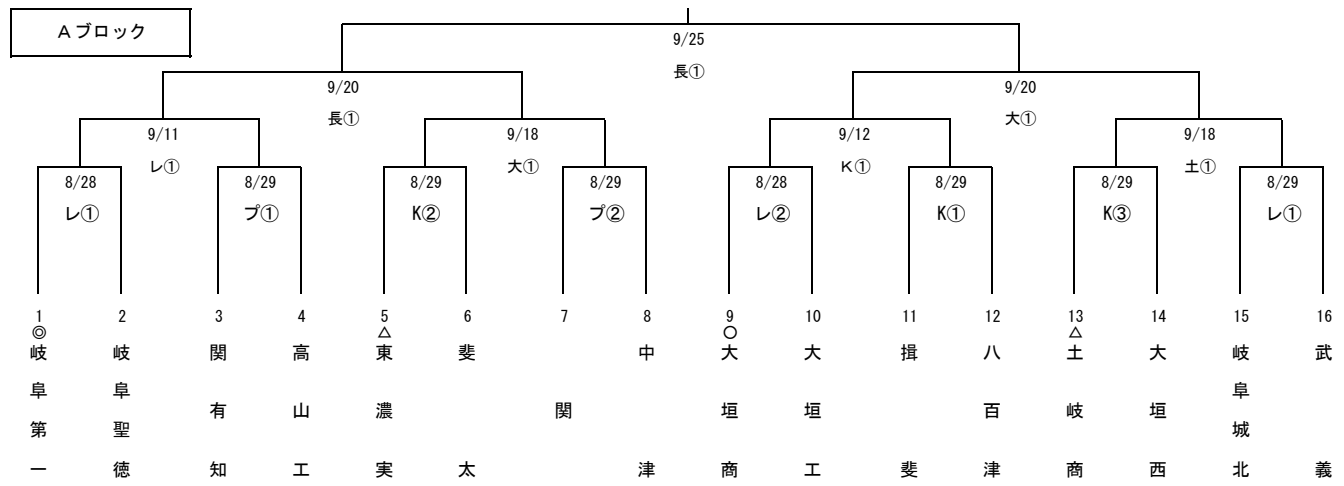 Aブロック
9/25
長①
9/20
長①
9/20
大①
9/11
レ①
9/18
大①
9/12
K①
9/18
土①
8/28
レ①
8/29
プ①
8/29
K②
8/29
プ②
8/28
レ②
8/29
K①
8/29
K③
8/29
レ①
1
◎
岐阜第一
2
岐阜聖徳
3
関有知
4
高山工
5
△
東濃実
6
斐太
7
関
8
中津
9
○
大垣商
10
大垣工
11
揖斐
12
八百津
13
△
土岐商
14
大垣西
15
岐阜城北
16
武義